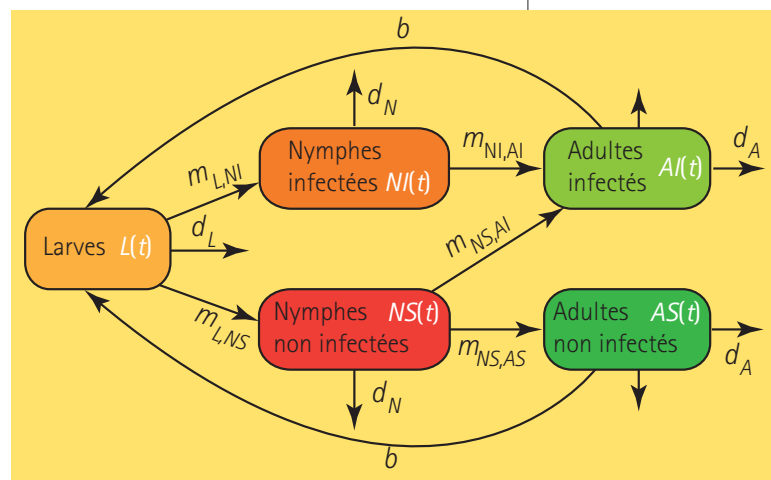 b
d_N
Nymphes
infectées NI(t)
m_NI,AI
Adultes
infectés AI(t)
d_A
m_L,NI
Larves L(t)
d_L
m_NS,AI
m_L,NS
Nymphes NS(t)
non infectées
m_NS,AS
Adultes AS(t)
non infectés
d_A
d_N
b